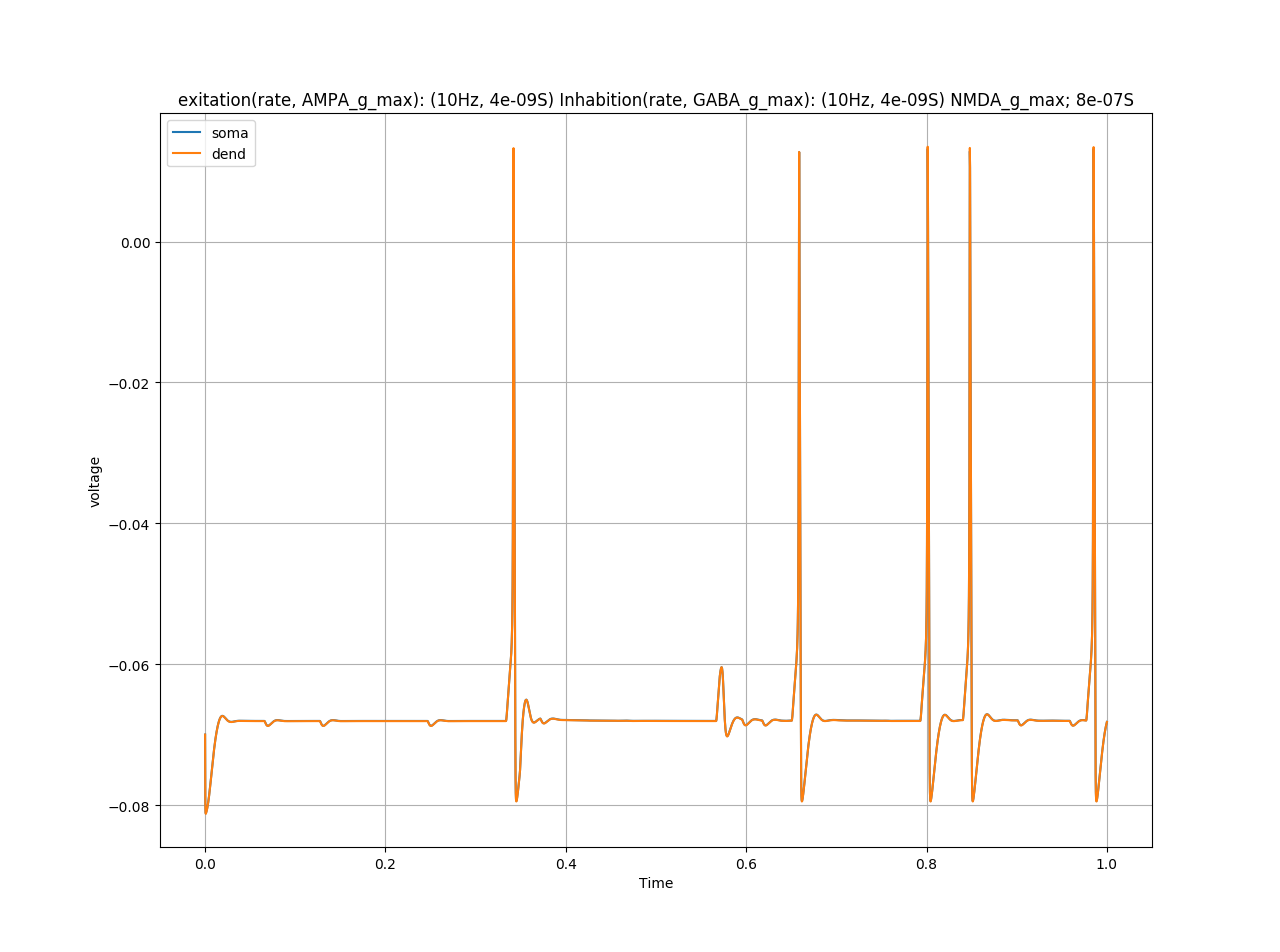 exitation(rate, AMPA_g_max): (10Hz, 4e-09S) Inhabition(rate, GABA_g_max): (10Hz, 4e-09S) NMDA_g_max; 8e-07S
soma
dend
0.00
−0.02
voltage
−0.04
−0.06
−0.08
0.0 0.2 0.4 0.6 0.8 1.0
Time